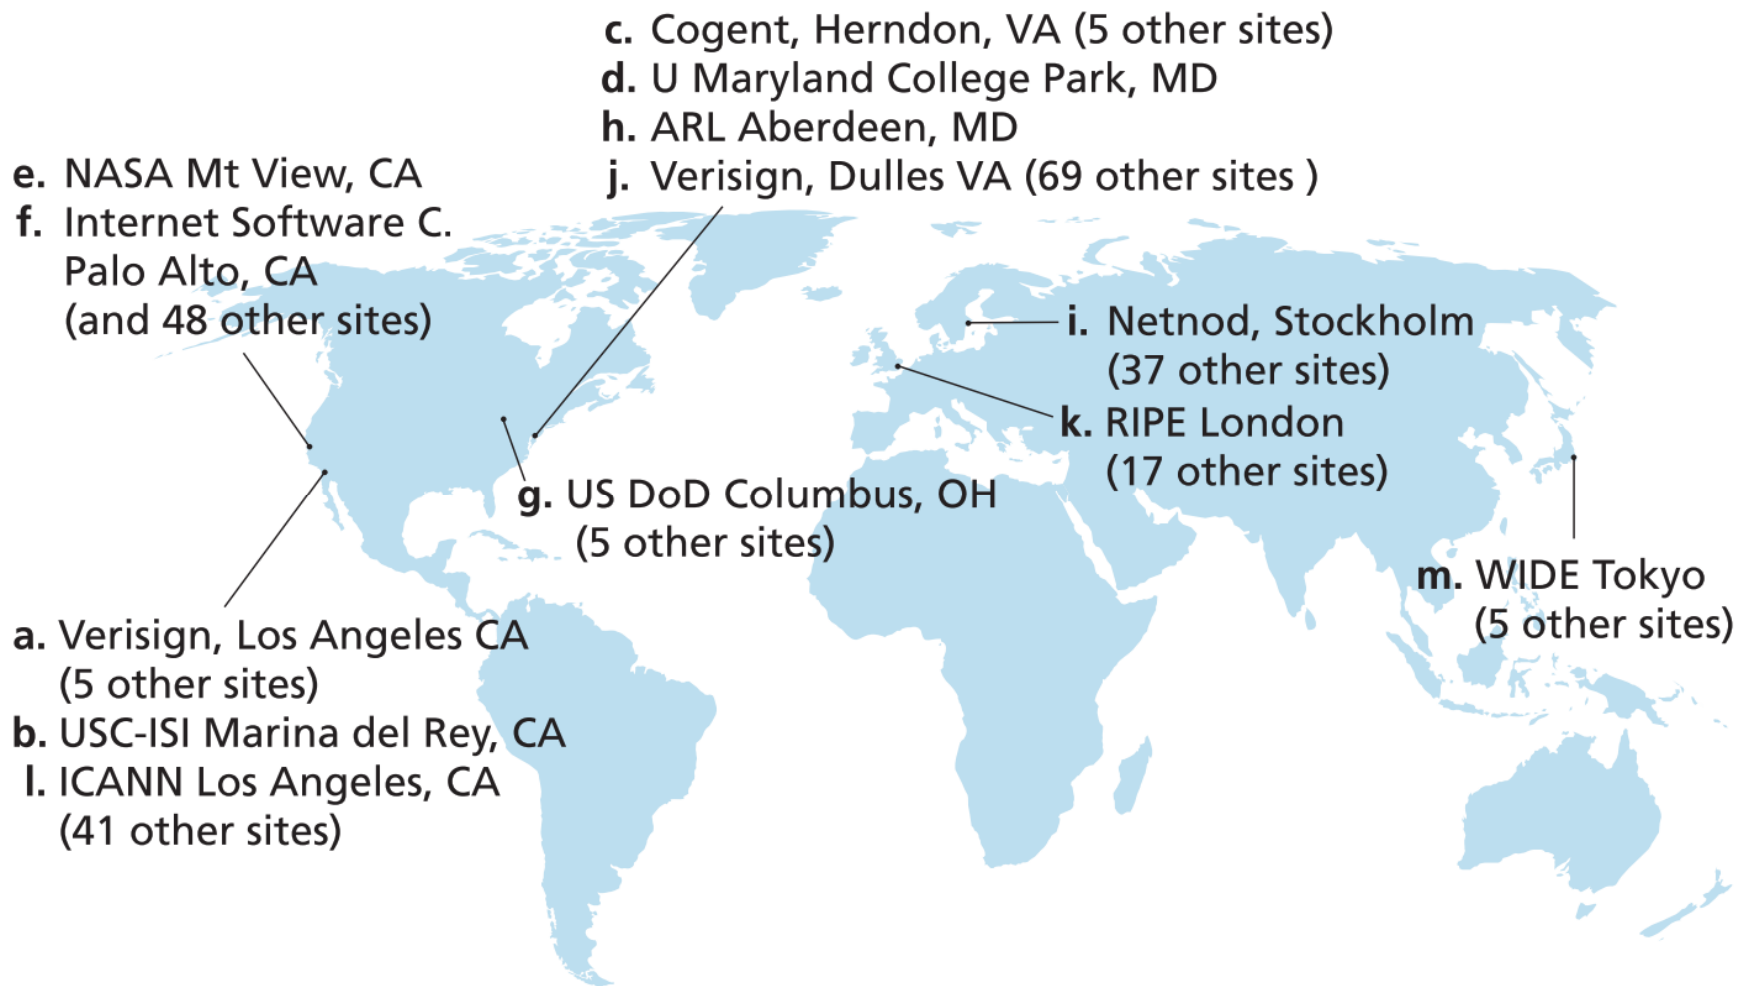 c. Cogent, Herndon, VA (5 other sites)
d. U Maryland College Park, MD
h. ARL Aberdeen, MD
j. Verisign, Dulles VA (69 other sites )
e. NASA Mt View, CA
f. Internet Software C.
Palo Alto, CA
(and 48 other sites)
i. Netnod, Stockholm
(37 other sites)
k. RIPE London
(17 other sites)
g. US DoD Columbus, OH
(5 other sites)
m. WIDE Tokyo
(5 other sites)
a. Verisign, Los Angeles CA
(5 other sites)
b. USC-ISI Marina del Rey, CA
l. ICANN Los Angeles, CA
(41 other sites)